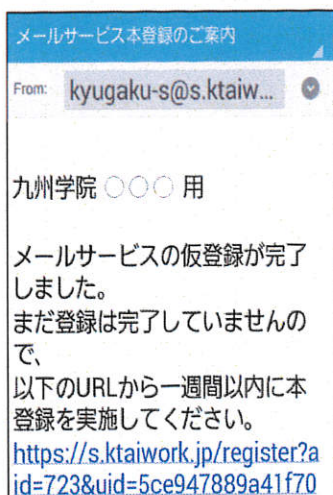 メールサービス本登録のご案内
From: kyugaku-s@s.ktaiw...
九州学院 ○○○ 用
メールサービスの仮登録が完了
しました。
まだ登録は完了していませんの
で、
以下のURLから一週間以内に本
登録を実施してください。
https://s.ktaiwork.jp/register?a
id=723&uid=5ce947889a41f70